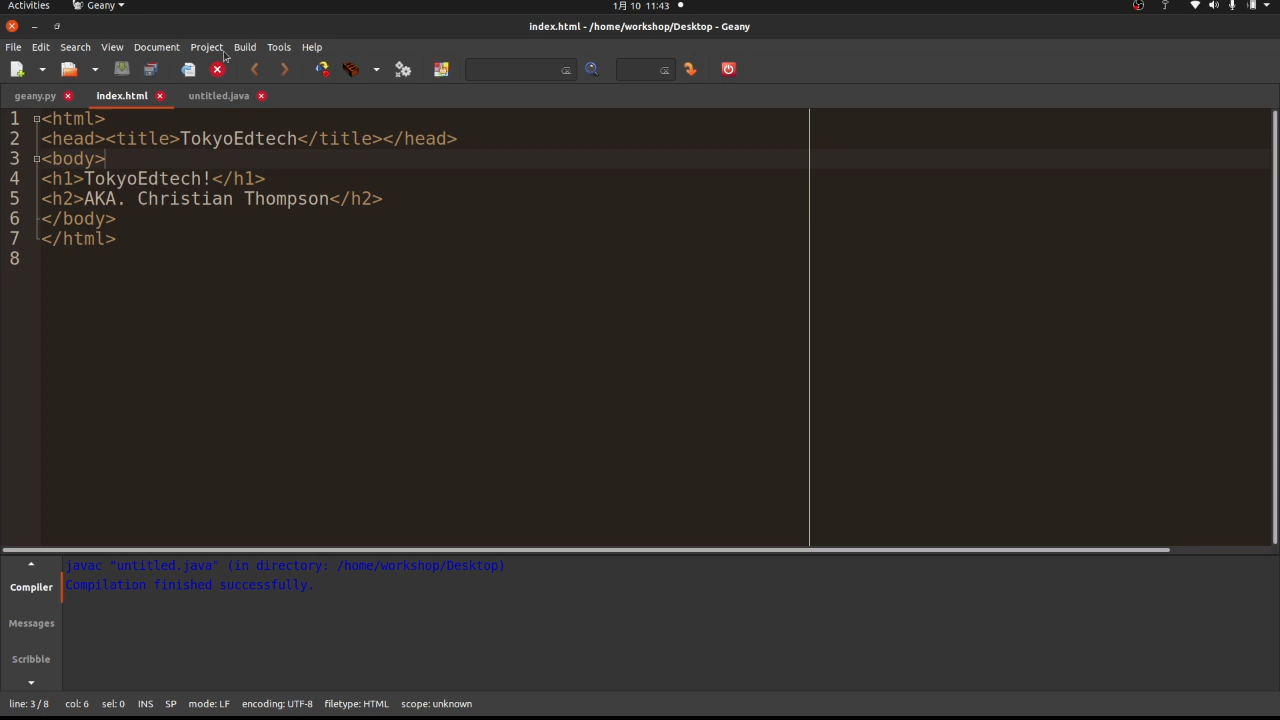 Activities Geany 1月 10 11:43
index.html - /home/workshop/Desktop - Geany
File Edit Search View Document Project Build Tools Help
geany.py index.html untitled.java
1 <html>
2 <head><title>TokyoEdtech</title></head>
3 <body>
4 <h1>TokyoEdtech!</h1>
5 <h2>AKA. Christian Thompson</h2>
6 </body>
7 </html>
8
javac "untitled.java" (in directory: /home/workshop/Desktop)
Compilation finished successfully.
Compiler
Messages
Scribble
line: 3 / 8 col: 6 sel: 0 INS SP mode: LF encoding: UTF-8 filetype: HTML scope: unknown